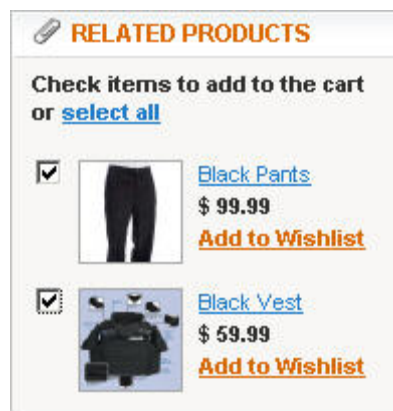 RELATED PRODUCTS
Check items to add to the cart
or select all
Black Pants
$ 99.99
Add to Wishlist
Black Vest
$ 59.99
Add to Wishlist